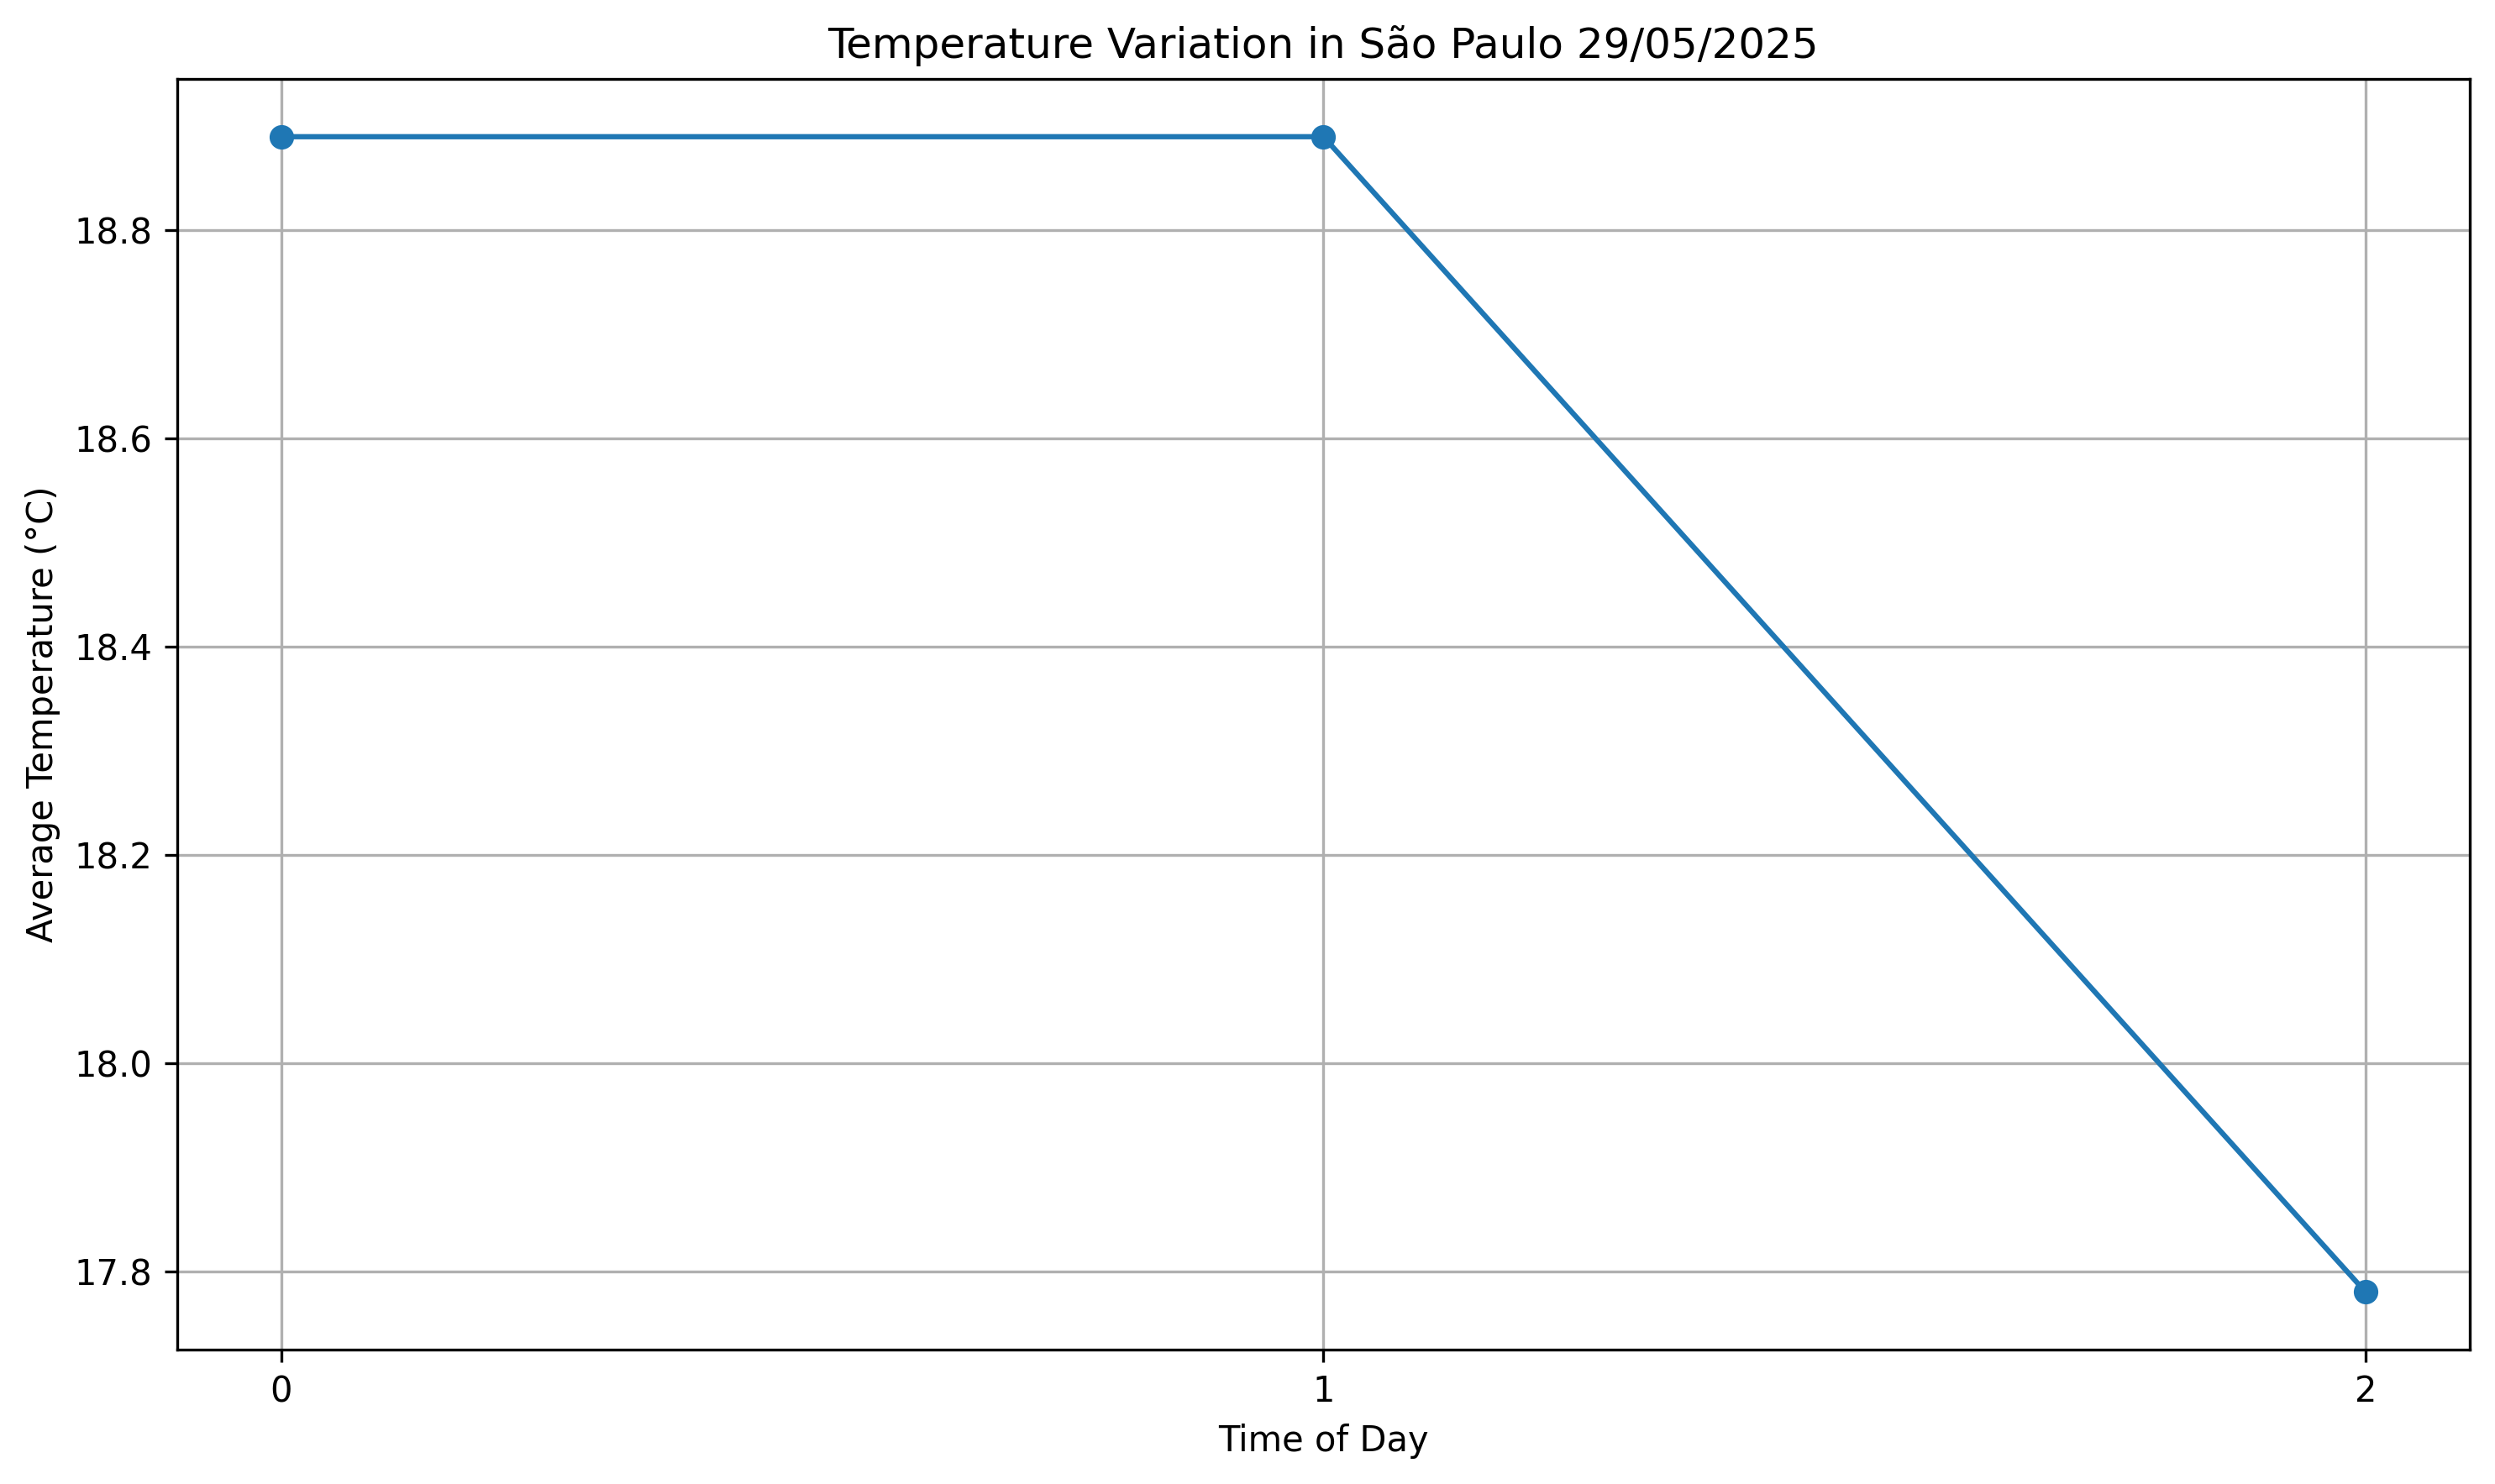 Temperature Variation in São Paulo 29/05/2025
Average Temperature (°C)
18.8
18.6
18.4
18.2
18.0
17.8
0 1 2
Time of Day